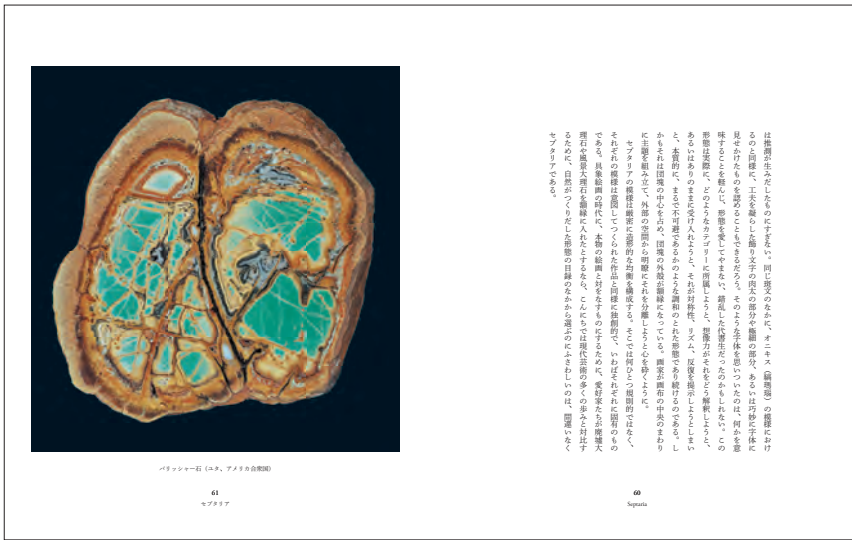 は推測が生みだしたものにすぎない。同じ斑文のなかに、オニキス（縞瑪瑙）の模様におけ
るのと同様に、工夫を凝らした飾り文字の肉太の部分や極細の部分、あるいは巧妙に字体に
見せかけたものを認めることもできるだろう。そのような字体を思いついたのは、何かを意
味することを軽んじ、形態を愛してやまない、錯乱した代書生だったのかもしれない。この
形態は実際に、どのようなカテゴリーに所属しようと、想像力がそれをどう解釈しようと、
あるいはありのままに受け入れようと、それが対称性、リズム、反復を提示しようとしまい
と、本質的に、まるで不可避であるかのような調和のとれた形態であり続けるのである。し
かもそれは団塊の中心を占め、団塊の外殻が額縁になっている。画家が画布の中央のまわり
に主題を組み立て、外部の空間から明瞭にそれを分離しようと心を砕くように。
セプタリアの模様は厳密に造形的な均衡を構成する。そこでは何ひとつ規則的ではなく、
それぞれの模様は意図してつくられた作品と同様に独創的で、いわばそれぞれに固有のもの
である。具象絵画の時代に、本物の絵画と対をなすものにするために、愛好家たちが廃墟大
理石や風景大理石を額縁に入れたとするなら、こんにちでは現代芸術の多くの歩みと対比す
るために、自然がつくりだした形態の目録のなかから選ぶのにふさわしいのは、間違いなく
セプタリアである。
60
Septaria
バリッシャー石（ユタ、アメリカ合衆国）
61
セプタリア